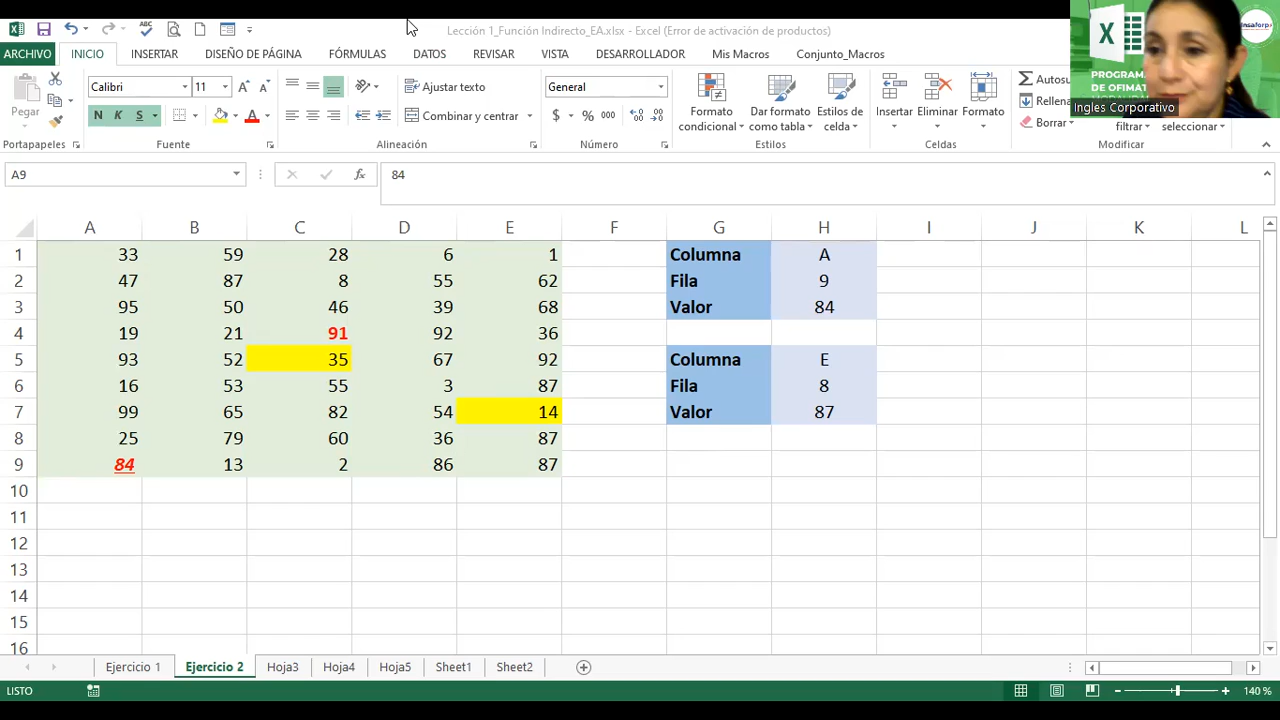 Lección 1_Función Indirecto_EA.xlsx - Excel (Error de activación de productos)
ARCHIVO INICIO INSERTAR DISEÑO DE PÁGINA FÓRMULAS DATOS REVISAR VISTA DESARROLLADOR Mis Macros Conjunto_Macros
Pegar
Calibri 11
N K S
Ajustar texto
Combinar y centrar
General
$ % 000
Formato condicional
Dar formato como tabla
Estilos de celda
Insertar Eliminar Formato
Autosu
Rellena
Borrar
filtrar seleccionar
Portapapeles Fuente Alineación Número Estilos Celdas Modificar
insaforp
PROGRAMA
DE OFIMAT
Ingles Corporativo
A9 fx 84
A B C D E F G H I J K L
1 33 59 28 6 1 Columna A
2 47 87 8 55 62 Fila 9
3 95 50 46 39 68 Valor 84
4 19 21 91 92 36
5 93 52 35 67 92 Columna E
6 16 53 55 3 87 Fila 8
7 99 65 82 54 14 Valor 87
8 25 79 60 36 87
9 84 13 2 86 87
10
11
12
13
14
15
16
Ejercicio 1 Ejercicio 2 Hoja3 Hoja4 Hoja5 Sheet1 Sheet2
LISTO 140 %